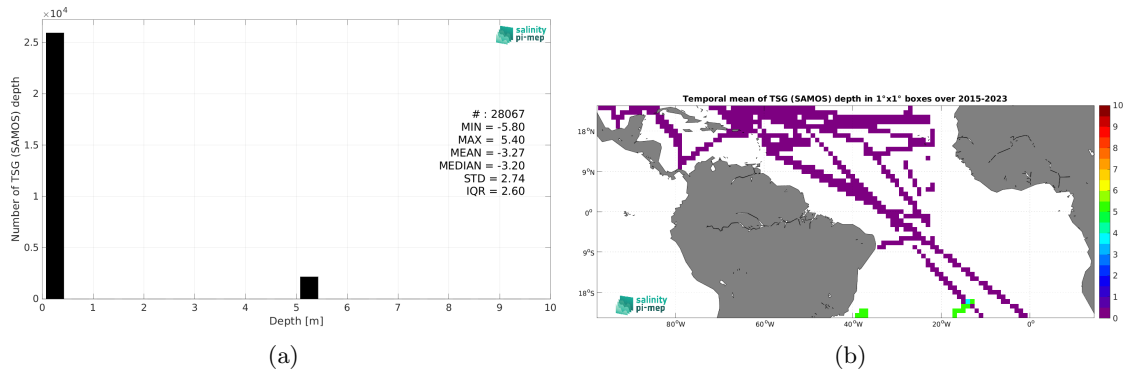 ×10⁴
2.5
2
1.5
1
0.5
0
Number of TSG (SAMOS) depth
salinity
pi-mep
# : 28067
MIN = -5.80
MAX = 5.40
MEAN = -3.27
MEDIAN = -3.20
STD = 2.74
IQR = 2.60
0 1 2 3 4 5 6 7 8 9 10
Depth [m]
(a)
Temporal mean of TSG (SAMOS) depth in 1°x1° boxes over 2015-2023
18°N
9°N
0°
9°S
18°S
80°W 60°W 40°W 20°W 0°
salinity
pi-mep
10
9
8
7
6
5
4
3
2
1
0
(b)